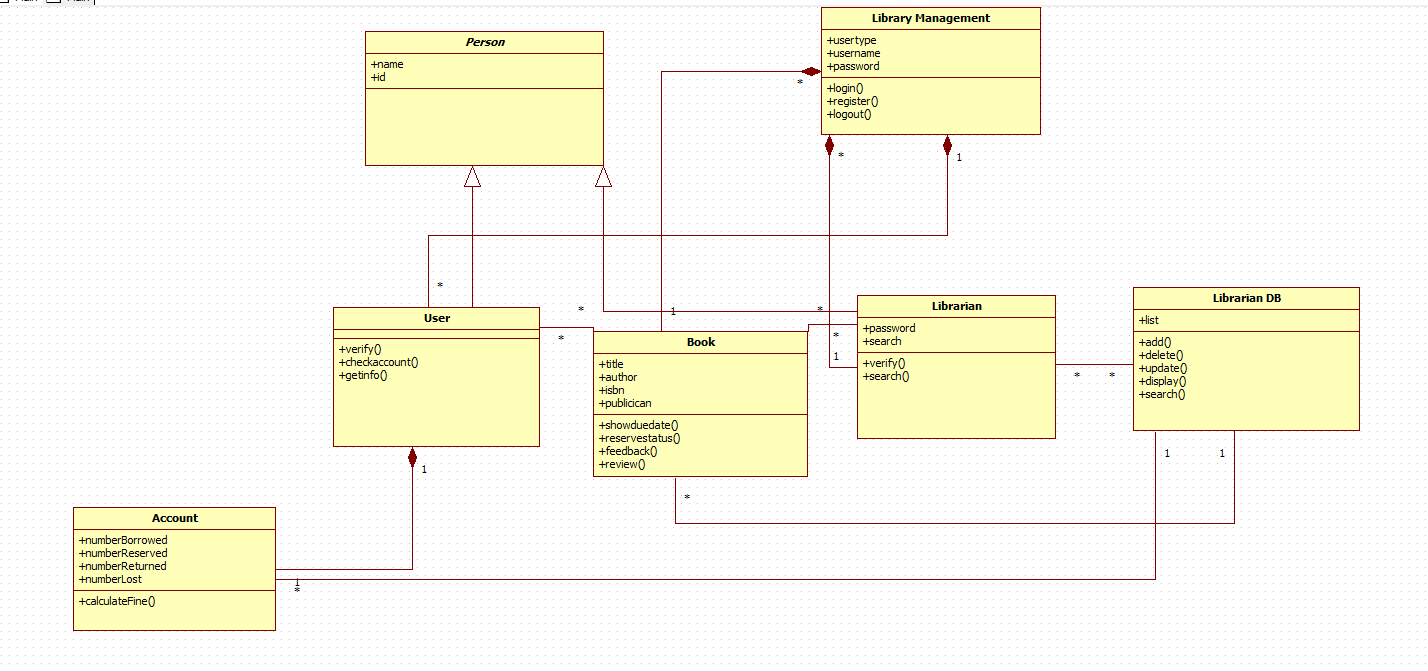 Person
+name
+id
Library Management
+usertype
+username
+password
+login()
+register()
+logout()
*
*
1
*
User
+verify()
+checkaccount()
+getinfo()
*
*
1
Book
+title
+author
+isbn
+publicican
+showduedate()
+reservestatus()
+feedback()
+review()
*
*
1
Librarian
+password
+search
+verify()
+search()
*
*
Librarian DB
+list
+add()
+delete()
+update()
+display()
+search()
1
1
1
*
Account
+numberBorrowed
+numberReserved
+numberReturned
+numberLost
+calculateFine()
1
*